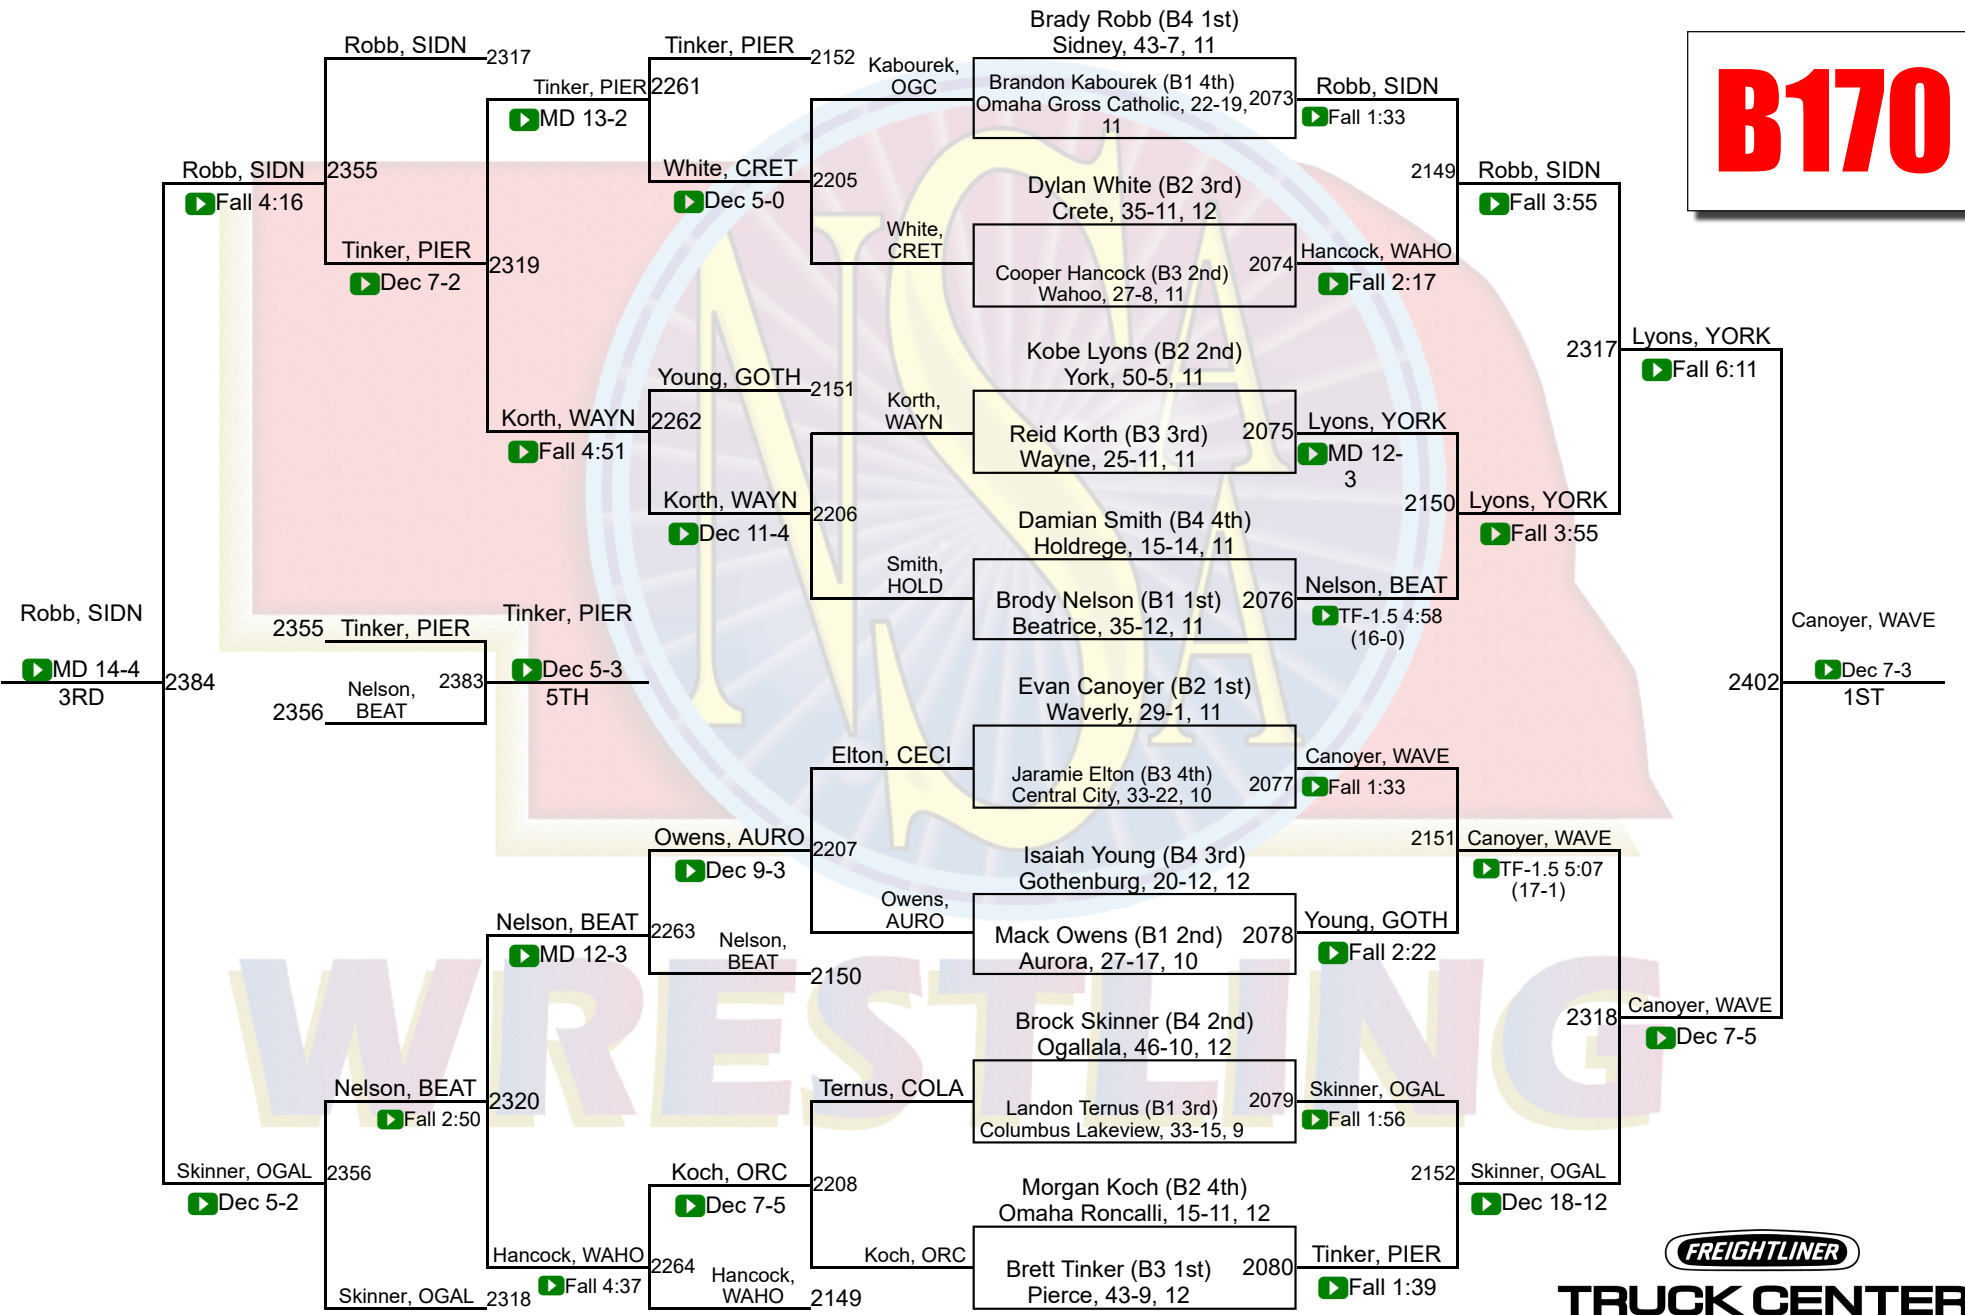 Brady Robb (B4 1st)
Sidney, 43-7, 11
Brandon Kabourek (B1 4th)
Omaha Gross Catholic, 22-19,
11
2073
Dylan White (B2 3rd)
Crete, 35-11, 12
Cooper Hancock (B3 2nd)
Wahoo, 27-8, 11
2074
Kobe Lyons (B2 2nd)
York, 50-5, 11
Reid Korth (B3 3rd)
Wayne, 25-11, 11
2075
Damian Smith (B4 4th)
Holdrege, 15-14, 11
Brody Nelson (B1 1st)
Beatrice, 35-12, 11
2076
Evan Canoyer (B2 1st)
Waverly, 29-1, 11
Jaramie Elton (B3 4th)
Central City, 33-22, 10
2077
Isaiah Young (B4 3rd)
Gothenburg, 20-12, 12
Mack Owens (B1 2nd)
Aurora, 27-17, 10
2078
Brock Skinner (B4 2nd)
Ogallala, 46-10, 12
Landon Ternus (B1 3rd)
Columbus Lakeview, 33-15, 9
2079
Morgan Koch (B2 4th)
Omaha Roncalli, 15-11, 12
Brett Tinker (B3 1st)
Pierce, 43-9, 12
2080
Robb, SIDN
Fall 1:33
2149
Hancock, WAHO
Fall 2:17
Lyons, YORK
MD 12-
3
2150
Nelson, BEAT
TF-1.5 4:58
(16-0)
Canoyer, WAVE
Fall 1:33
2151
Young, GOTH
Fall 2:22
Skinner, OGAL
Fall 1:56
2152
Tinker, PIER
Fall 1:39
Robb, SIDN
Fall 3:55
2317
Lyons, YORK
Fall 3:55
Canoyer, WAVE
TF-1.5 5:07
(17-1)
2318
Skinner, OGAL
Dec 18-12
Lyons, YORK
Fall 6:11
2402
Canoyer, WAVE
Dec 7-5
Canoyer, WAVE
Dec 7-3
1ST
Kabourek,
OGC
White,
CRET
Korth,
WAYN
Smith,
HOLD
Elton, CECI
Owens,
AURO
Ternus, COLA
Koch, ORC
Tinker, PIER
2152
White, CRET
2205
Dec 5-0
Young, GOTH
2151
Korth, WAYN
2206
Dec 11-4
Owens, AURO
2207
Dec 9-3
Nelson,
BEAT
2150
Koch, ORC
2208
Dec 7-5
Hancock,
WAHO
2149
Tinker, PIER
2261
MD 13-2
Korth, WAYN
2262
Fall 4:51
Nelson, BEAT
2263
MD 12-3
Hancock, WAHO
2264
Fall 4:37
Robb, SIDN
2317
Tinker, PIER
2319
Dec 7-2
Nelson, BEAT
2320
Fall 2:50
Skinner, OGAL
2318
Robb, SIDN
2355
Fall 4:16
Skinner, OGAL
2356
Dec 5-2
Robb, SIDN
MD 14-4
3RD
2384
2355
Tinker, PIER
2356
Nelson,
BEAT
2383
Tinker, PIER
Dec 5-3
5TH
B170
NSAA
WRESTLING
FREIGHTLINER
TRUCK CENTER